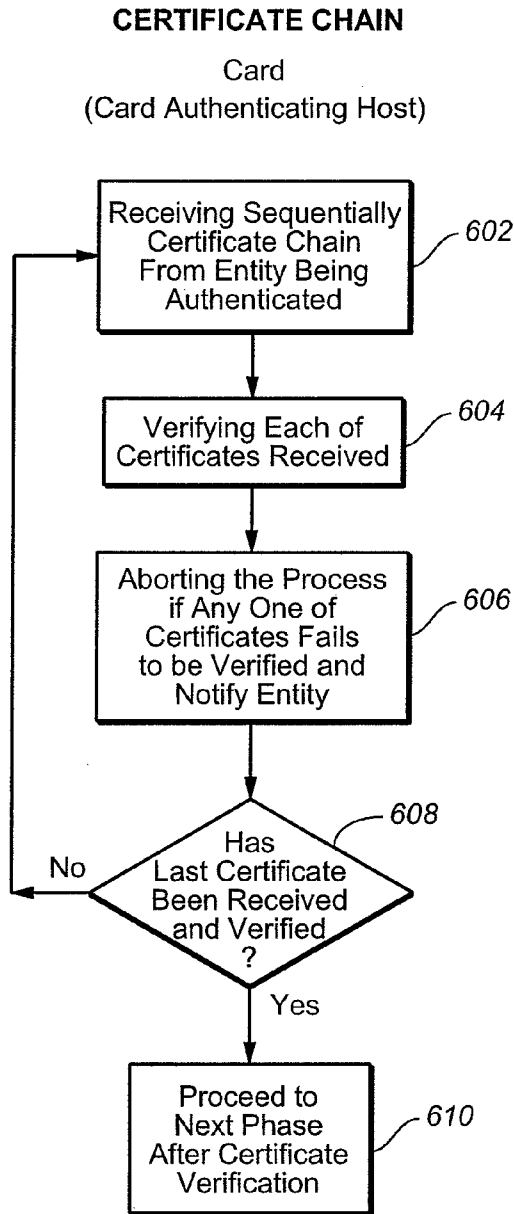 CERTIFICATE CHAIN
Card
(Card Authenticating Host)
Receiving Sequentially
Certificate Chain
From Entity Being
Authenticated
602
Verifying Each of
Certificates Received
604
Aborting the Process
if Any One of
Certificates Fails
to be Verified and
Notify Entity
606
Has
Last Certificate
Been Received
and Verified
?
608
No
Yes
Proceed to
Next Phase
After Certificate
Verification
610